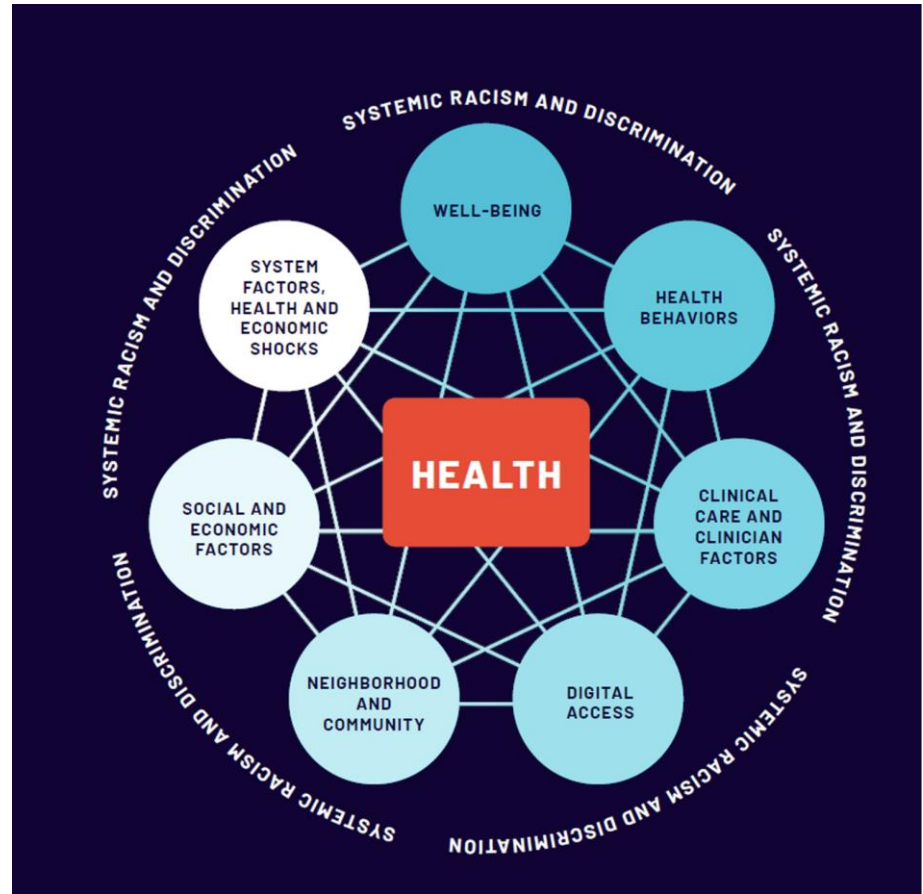 SYSTEMIC RACISM AND DISCRIMINATION
SYSTEMIC RACISM AND DISCRIMINATION
SYSTEMIC RACISM AND DISCRIMINATION
SYSTEMIC RACISM AND DISCRIMINATION
SYSTEMIC RACISM AND DISCRIMINATION
SYSTEMIC RACISM AND DISCRIMINATION
WELL-BEING
HEALTH
BEHAVIORS
CLINICAL
CARE AND
CLINICIAN
FACTORS
DIGITAL
ACCESS
NEIGHBORHOOD
AND
COMMUNITY
SOCIAL AND
ECONOMIC
FACTORS
SYSTEM
FACTORS,
HEALTH AND
ECONOMIC
SHOCKS
HEALTH